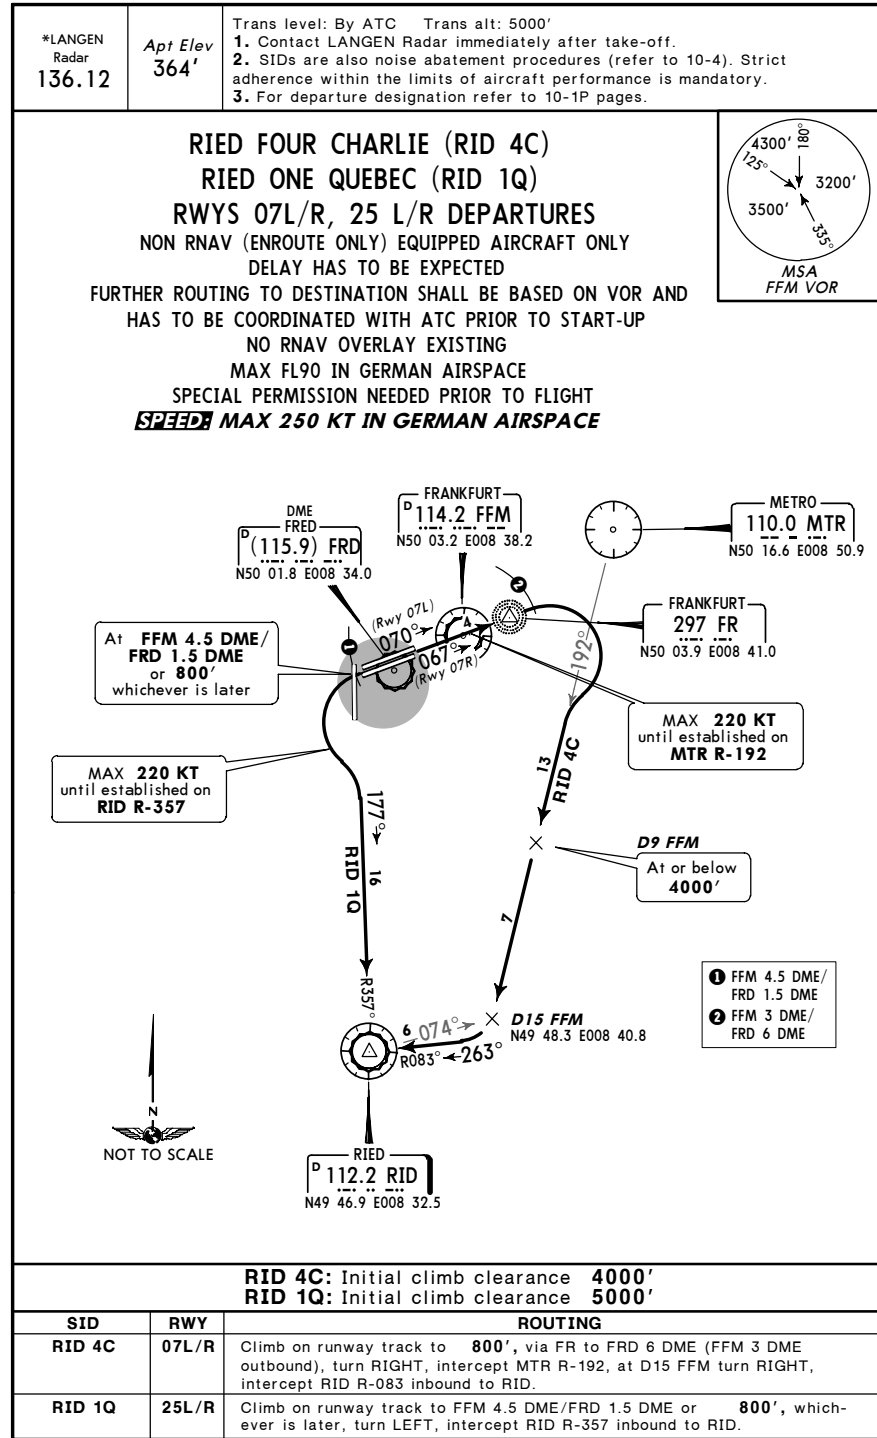 *LANGEN
Radar
136.12
Apt Elev
364'
Trans level: By ATC Trans alt: 5000'
1. Contact LANGEN Radar immediately after take-off.
2. SIDs are also noise abatement procedures (refer to 10-4). Strict
adherence within the limits of aircraft performance is mandatory.
3. For departure designation refer to 10-1P pages.
RIED FOUR CHARLIE (RID 4C)
RIED ONE QUEBEC (RID 1Q)
RWYS 07L/R, 25 L/R DEPARTURES
NON RNAV (ENROUTE ONLY) EQUIPPED AIRCRAFT ONLY
DELAY HAS TO BE EXPECTED
FURTHER ROUTING TO DESTINATION SHALL BE BASED ON VOR AND
HAS TO BE COORDINATED WITH ATC PRIOR TO START-UP
NO RNAV OVERLAY EXISTING
MAX FL90 IN GERMAN AIRSPACE
SPECIAL PERMISSION NEEDED PRIOR TO FLIGHT
SPEED: MAX 250 KT IN GERMAN AIRSPACE
4300'
180°
125°
3200'
3500'
335°
MSA
FFM VOR
DME
FRED
D (115.9) FRD
N50 01.8 E008 34.0
FRANKFURT
D 114.2 FFM
N50 03.2 E008 38.2
METRO
110.0 MTR
N50 16.6 E008 50.9
FRANKFURT
297 FR
N50 03.9 E008 41.0
At FFM 4.5 DME/
FRD 1.5 DME
or 800'
whichever is later
1
2
(Rwy 07L)
070°
4
067°
(Rwy 07R)
192°
MAX 220 KT
until established on
MTR R-192
MAX 220 KT
until established on
RID R-357
13
RID 4C
177°
16
RID 1Q
D9 FFM
At or below
4000'
7
R357°
1 FFM 4.5 DME/
FRD 1.5 DME
2 FFM 3 DME/
FRD 6 DME
D15 FFM
N49 48.3 E008 40.8
6
074°
R083°
263°
N
NOT TO SCALE
RIED
D 112.2 RID
N49 46.9 E008 32.5
RID 4C: Initial climb clearance 4000'
RID 1Q: Initial climb clearance 5000'
SID RWY ROUTING
RID 4C 07L/R Climb on runway track to 800', via FR to FRD 6 DME (FFM 3 DME
outbound), turn RIGHT, intercept MTR R-192, at D15 FFM turn RIGHT,
intercept RID R-083 inbound to RID.
RID 1Q 25L/R Climb on runway track to FFM 4.5 DME/FRD 1.5 DME or 800', which-
ever is later, turn LEFT, intercept RID R-357 inbound to RID.